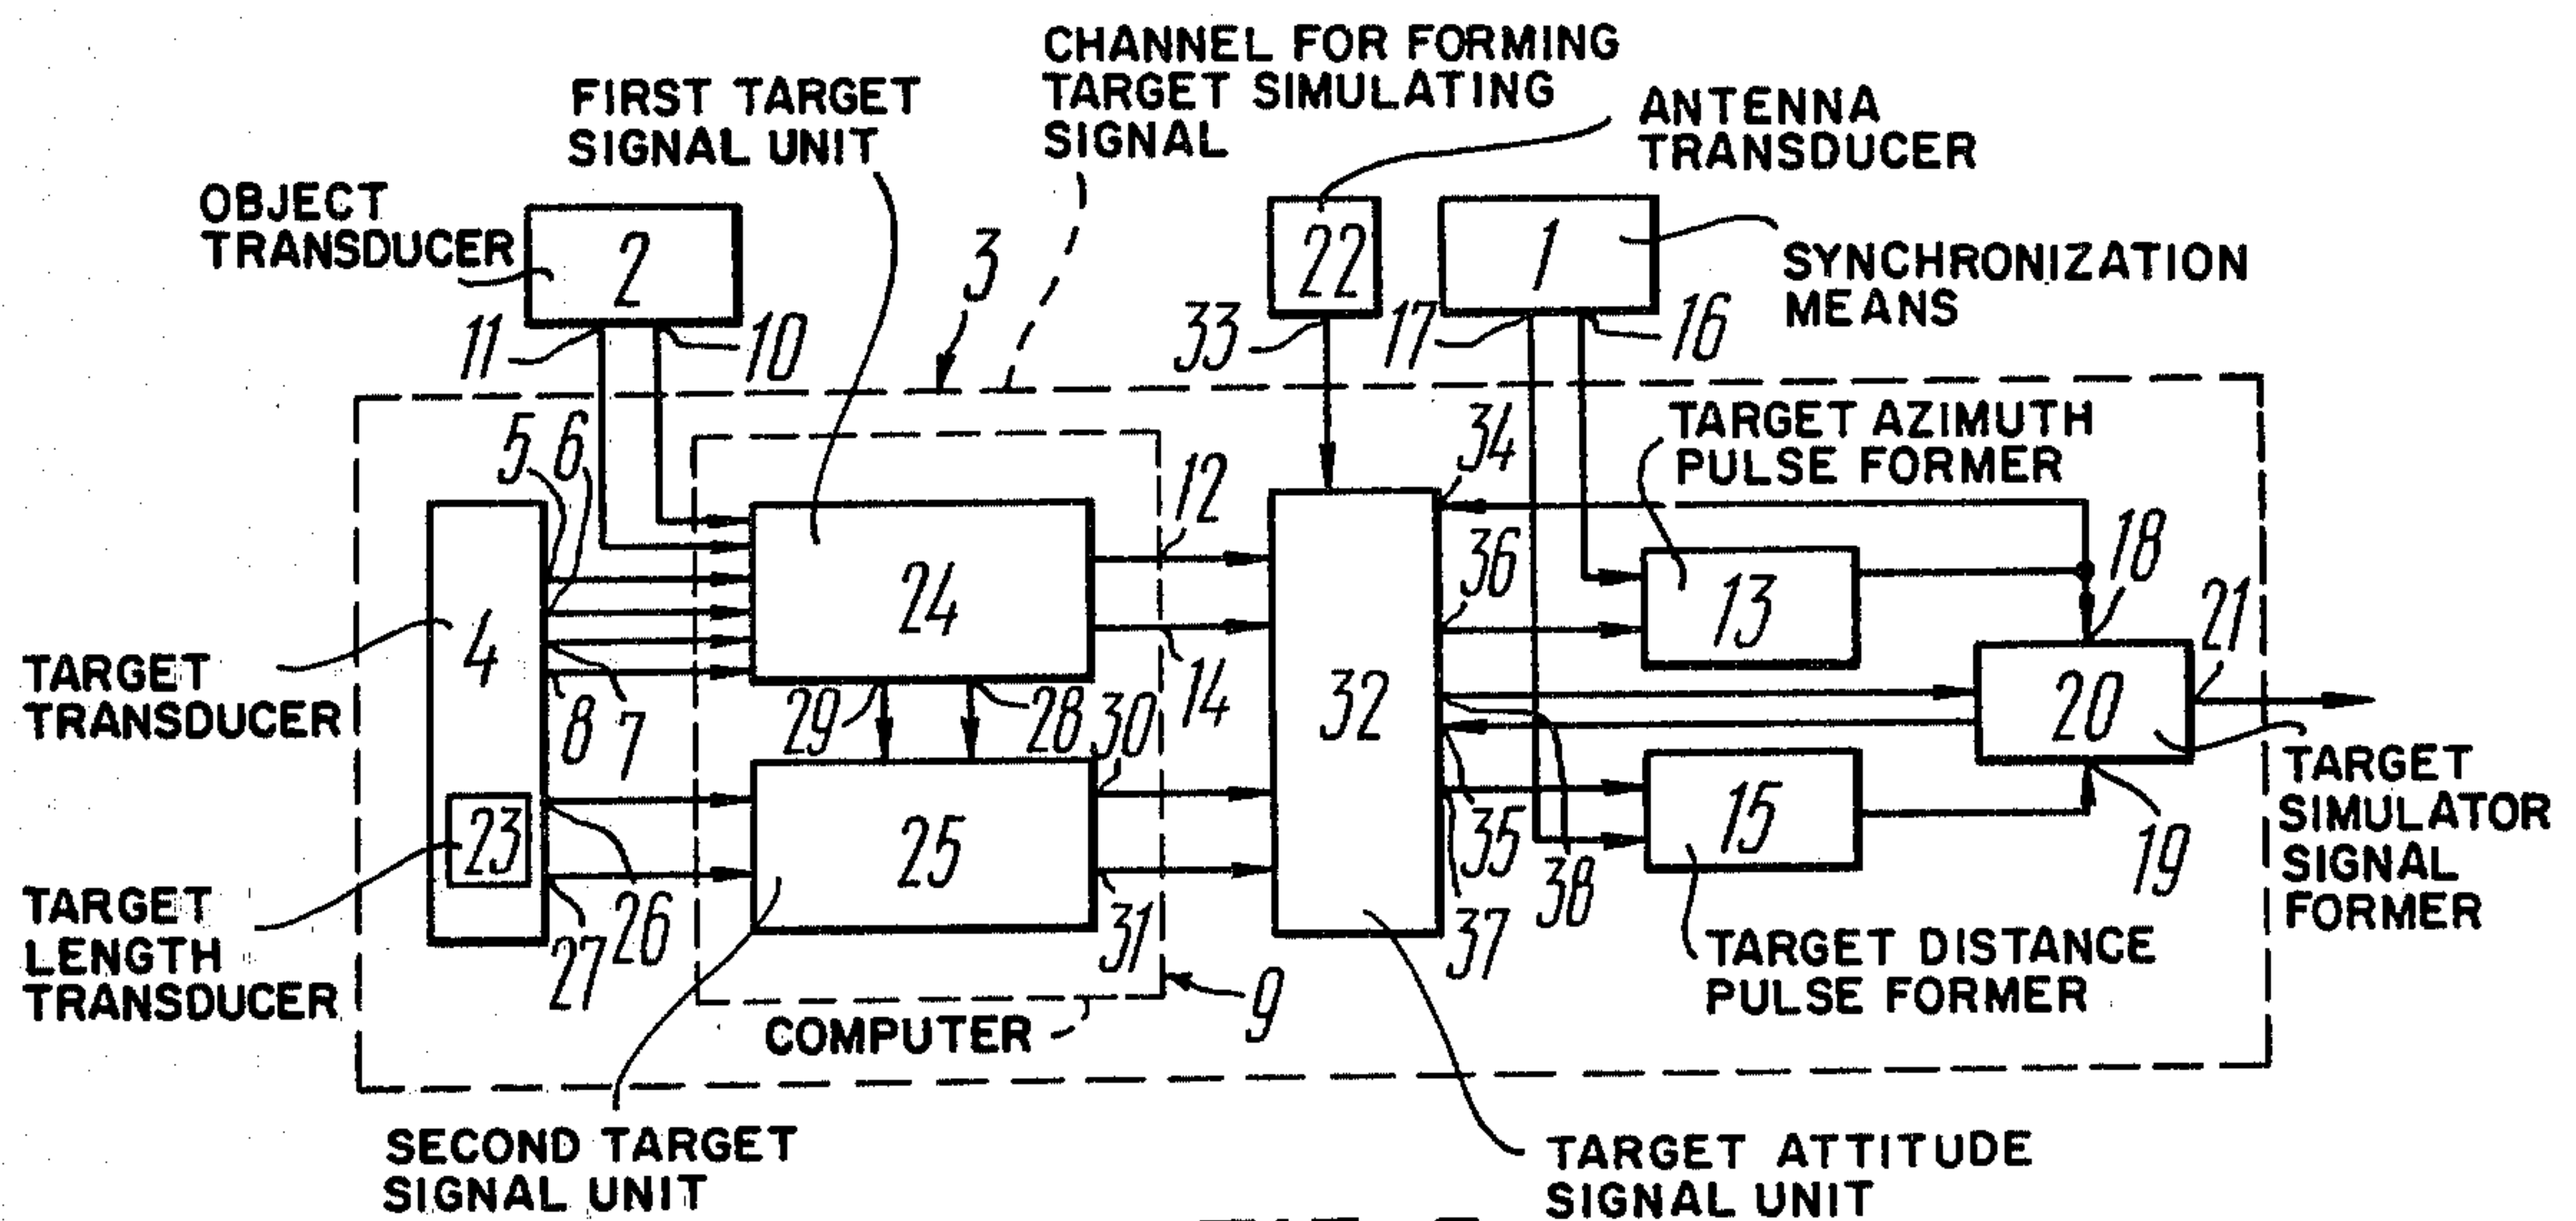 CHANNEL FOR FORMING
TARGET SIMULATING
SIGNAL
FIRST TARGET
SIGNAL UNIT
ANTENNA
TRANSDUCER
OBJECT
TRANSDUCER
SYNCHRONIZATION
MEANS
2
3
22
1
11
10
33
17
16
5
6
12
34
TARGET AZIMUTH
PULSE FORMER
36
18
4
24
32
13
21
TARGET
TRANSDUCER
8
7
29
28
30
14
20
23
25
35
38
15
19
TARGET
SIMULATOR
SIGNAL
FORMER
TARGET
LENGTH
TRANSDUCER
27
26
31
37
TARGET DISTANCE
PULSE FORMER
COMPUTER
9
SECOND TARGET
SIGNAL UNIT
TARGET ATTITUDE
SIGNAL UNIT